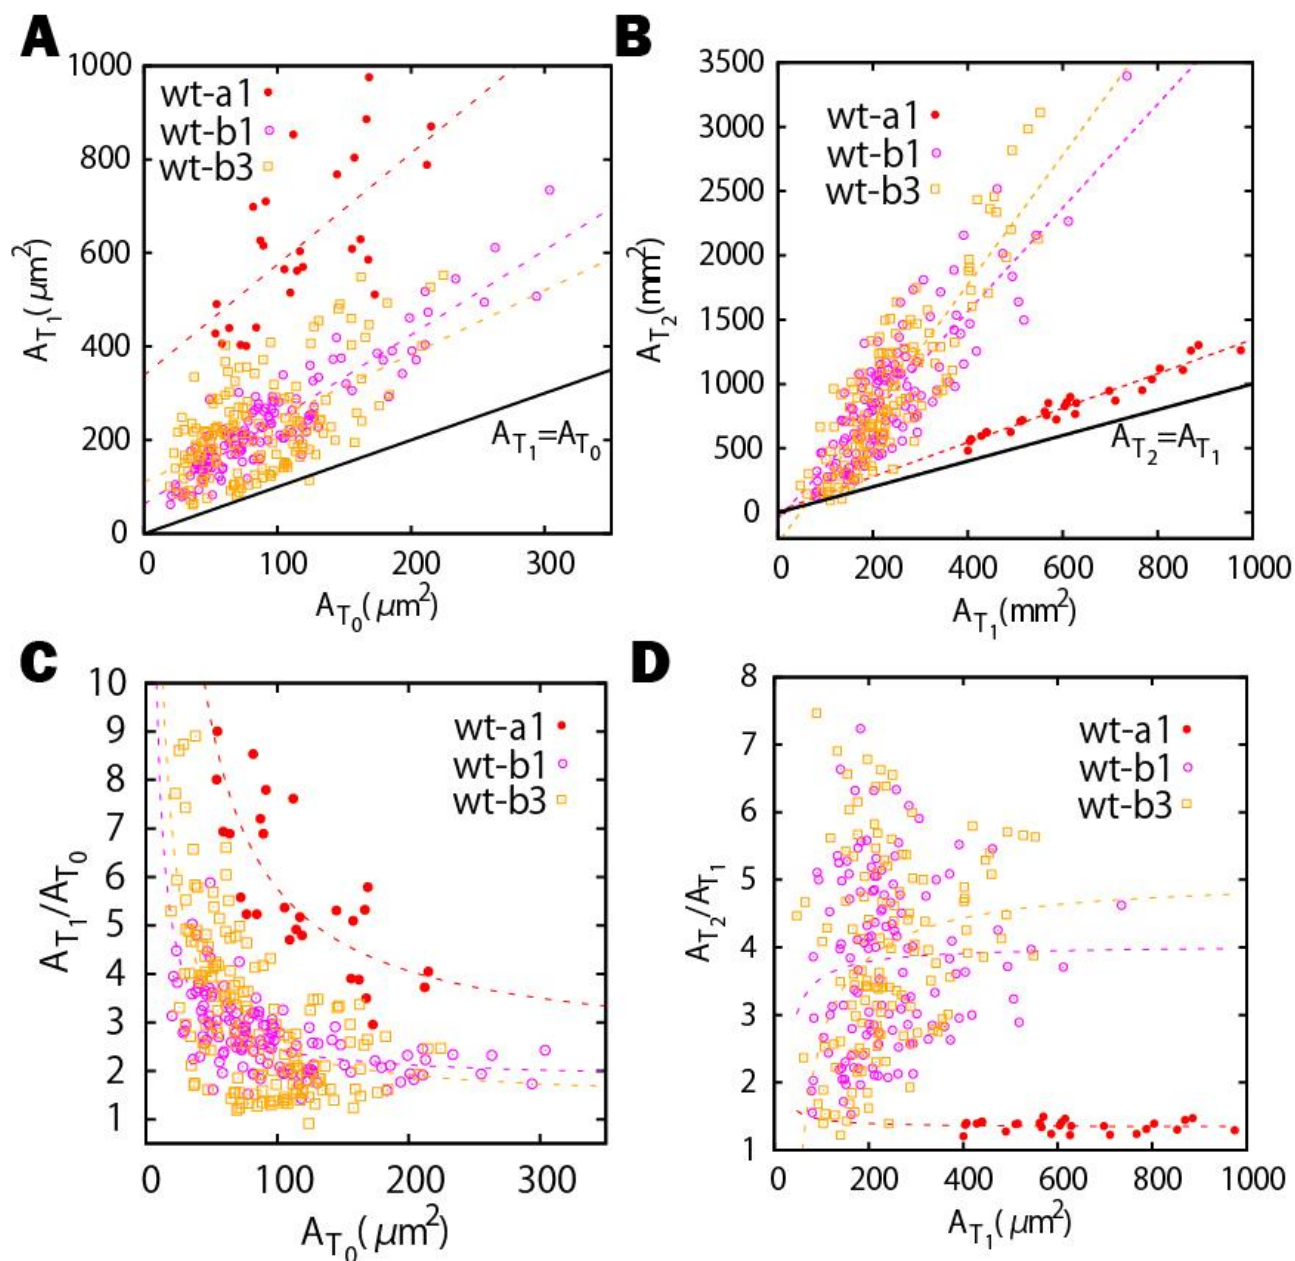 A
1000
800
600
400
200
0
wt-a1
wt-b1
wt-b3
A_T₁=A_T₀
A_T₁(μm²)
0 100 200 300
A_T₀(μm²)
B
3500
3000
2500
2000
1500
1000
500
0
wt-a1
wt-b1
wt-b3
A_T₂=A_T₁
A_T₂(mm²)
0 200 400 600 800 1000
A_T₁(mm²)
C
10
9
8
7
6
5
4
3
2
1
wt-a1
wt-b1
wt-b3
A_T₁/A_T₀
0 100 200 300
A_T₀(μm²)
D
8
7
6
5
4
3
2
1
wt-a1
wt-b1
wt-b3
A_T₂/A_T₁
0 200 400 600 800 1000
A_T₁(μm²)